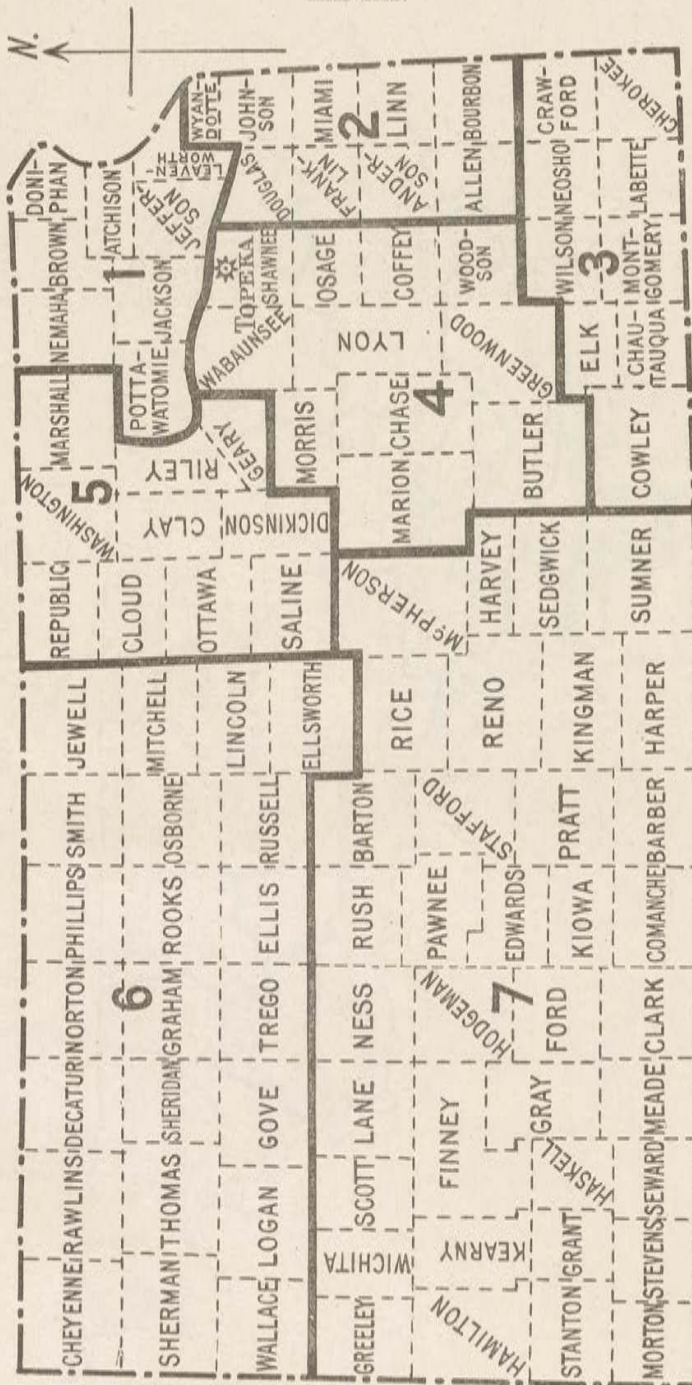 N.
CHEYENNE
RAWLINS
DECATUR
NORTON
PHILLIPS
SMITH
JEWELL
REPUBLIC
WASHINGTON
MARSHALL
NEMAHA
BROWN
DONI-
PHAN
SHERMAN
THOMAS
SHERIDAN
GRAHAM
6
ROOKS
OSBORNE
MITCHELL
CLOUD
5
CLAY
RILEY
POTTA-
WATOMIE
JACKSON
1
ATCHISON
JEFFER-
SON
LEAVEN-
WORTH
WYAN-
DOTTE
WALLACE
LOGAN
GOVE
TREGO
ELLIS
RUSSELL
LINCOLN
ELLSWORTH
OTTAWA
SALINE
DICKINSON
GEARY
MORRIS
WABAUNSEE
TOPEKA
SHAWNEE
DOUGLAS
JOHN-
SON
GREELEY
WICHITA
SCOTT
LANE
NESS
RUSH
BARTON
RICE
McPHERSON
MARION
CHASE
4
LYON
OSAGE
COFFEY
FRANK-
LIN
ANDER-
SON
2
MIAMI
LINN
HAMILTON
KEARNY
FINNEY
HODGEMAN
PAWNEE
EDWARDS
STAFFORD
RENO
HARVEY
SEDGWICK
BUTLER
GREENWOOD
WOOD-
SON
ALLEN
BOURBON
STANTON
GRANT
HASKELL
GRAY
7
FORD
KIOWA
PRATT
KINGMAN
ELK
WILSON
NEOSHO
CRAW-
FORD
MORTON
STEVENS
SEWARD
MEADE
CLARK
COMANCHE
BARBER
HARPER
SUMNER
COWLEY
CHAU-
TAUQUA
3
MONT-
GOMERY
LABETTE
CHEROKEE